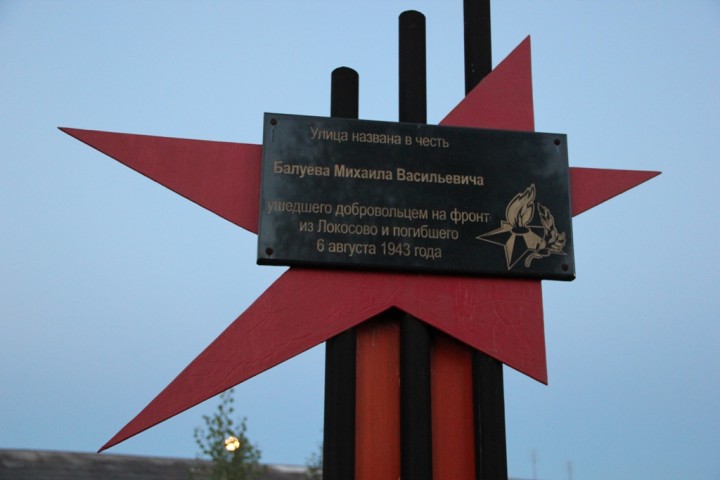 Улица названа в честь
Балуева Михаила Васильевича
ушедшего добровольцем на фронт
из Локосово и погибшего
6 августа 1943 года